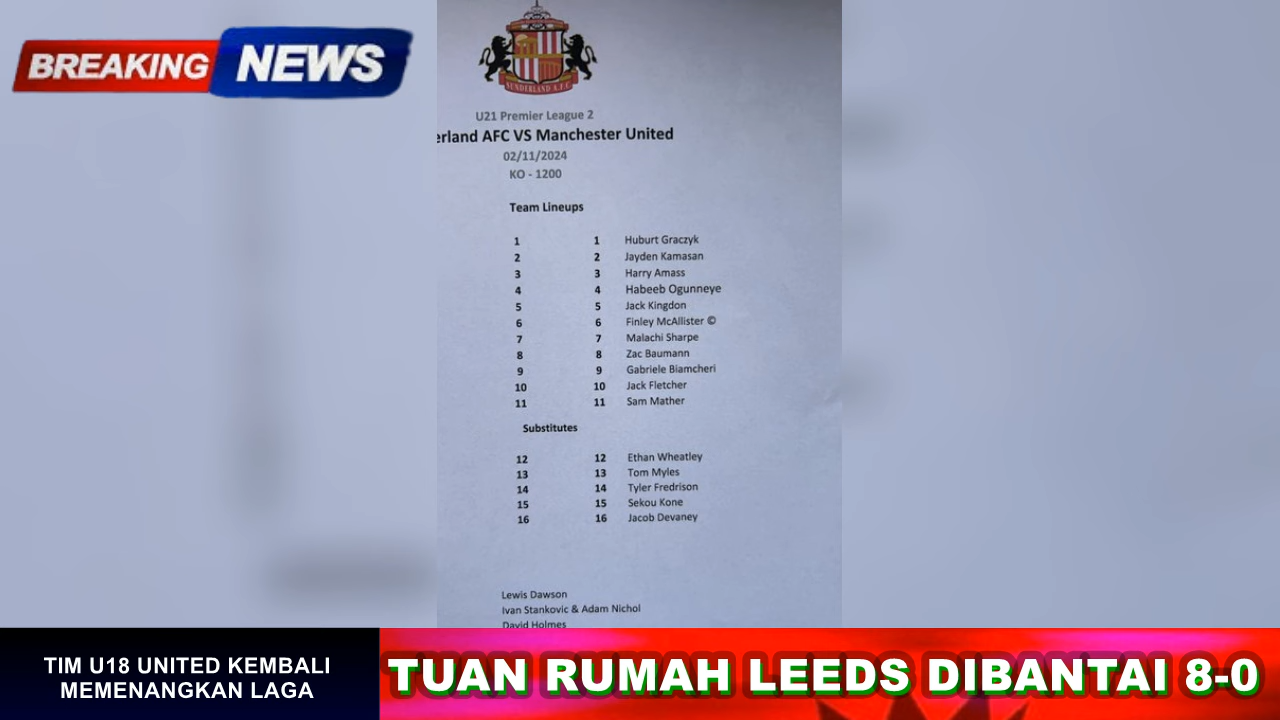 BREAKING NEWS
SUNDERLAND A.F.C
U21 Premier League 2
erland AFC VS Manchester United
02/11/2024
KO - 1200
Team Lineups
1 1 Huburt Graczyk
2 2 Jayden Kamasan
3 3 Harry Amass
4 4 Habeeb Ogunneye
5 5 Jack Kingdon
6 6 Finley McAllister ©
7 7 Malachi Sharpe
8 8 Zac Baumann
9 9 Gabriele Biamcheri
10 10 Jack Fletcher
11 11 Sam Mather
Substitutes
12 12 Ethan Wheatley
13 13 Tom Myles
14 14 Tyler Fredrison
15 15 Sekou Kone
16 16 Jacob Devaney
Lewis Dawson
Ivan Stankovic & Adam Nichol
David Holmes
TIM U18 UNITED KEMBALI
MEMENANGKAN LAGA
TUAN RUMAH LEEDS DIBANTAI 8-0